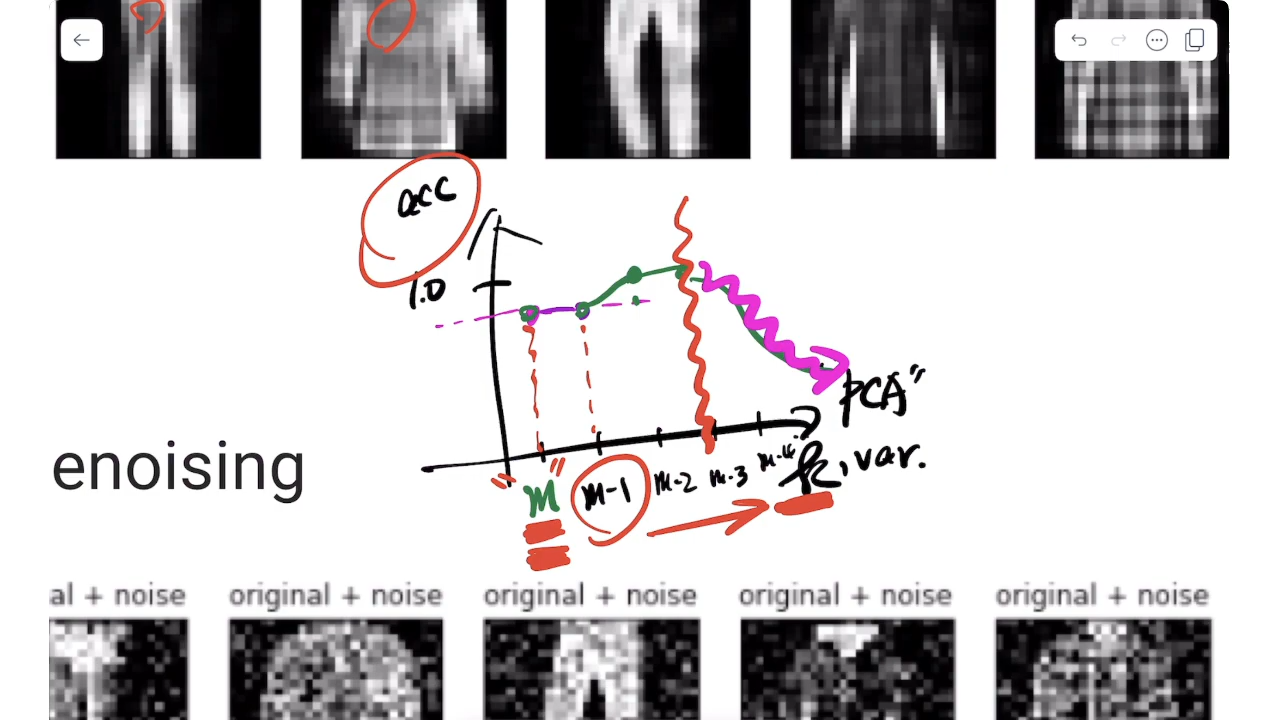 acc
1.0
PCA"
k, var.
m m-1 m-2 m-3 m-4
enoising
al + noise original + noise original + noise original + noise original + noise